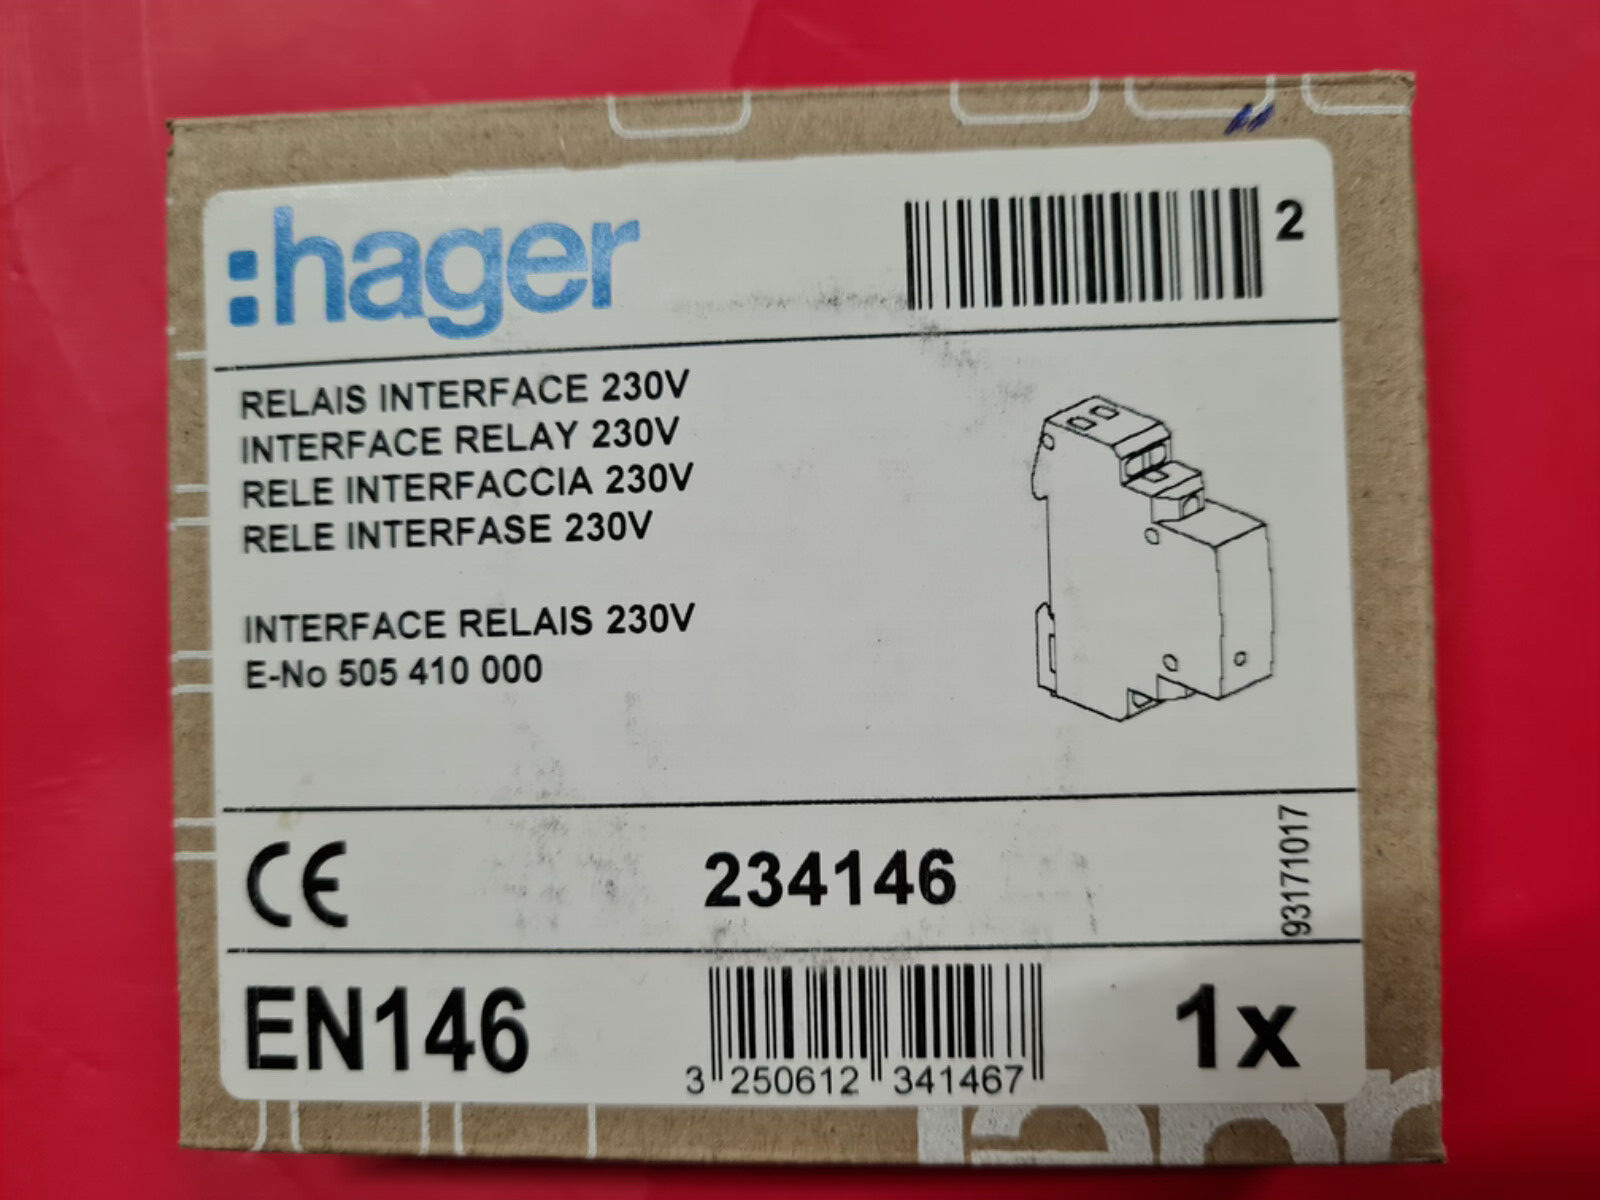 :hager
2
RELAIS INTERFACE 230V
INTERFACE RELAY 230V
RELE INTERFACCIA 230V
RELE INTERFASE 230V
INTERFACE RELAIS 230V
E-No 505 410 000
CE
234146
93171017
EN146
3 250612 341467
1x